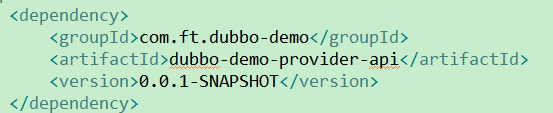 <dependency>
<groupId>com.ft.dubbo-demo</groupId>
<artifactId>dubbo-demo-provider-api</artifactId>
<version>0.0.1-SNAPSHOT</version>
</dependency>